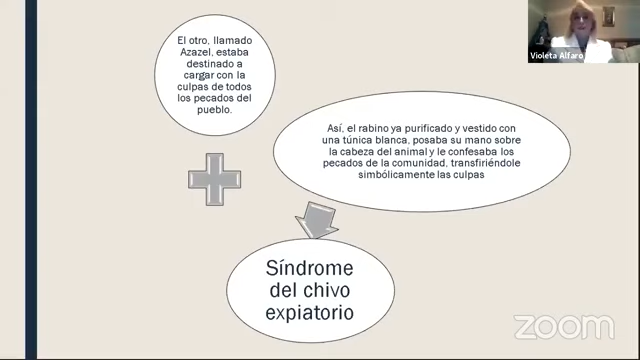 El otro, llamado
Azazel, estaba
destinado a
cargar con la
culpas de todos
los pecados del
pueblo.
Así, el rabino ya purificado y vestido con
una túnica blanca, posaba su mano sobre
la cabeza del animal y le confesaba los
pecados de la comunidad, transfiriéndole
simbólicamente las culpas
Síndrome
del chivo
expiatorio
Violeta Alfaro
zoom